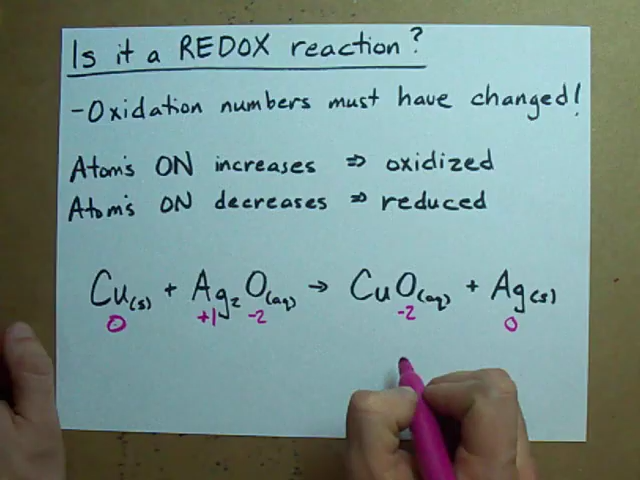 Is it a REDOX reaction?
-Oxidation numbers must have changed!
Atom's ON increases ⇒ oxidized
Atom's ON decreases ⇒ reduced
Cu(s) + Ag₂O(aq) → CuO(aq) + Ag(s)
0 +1 -2 -2 0